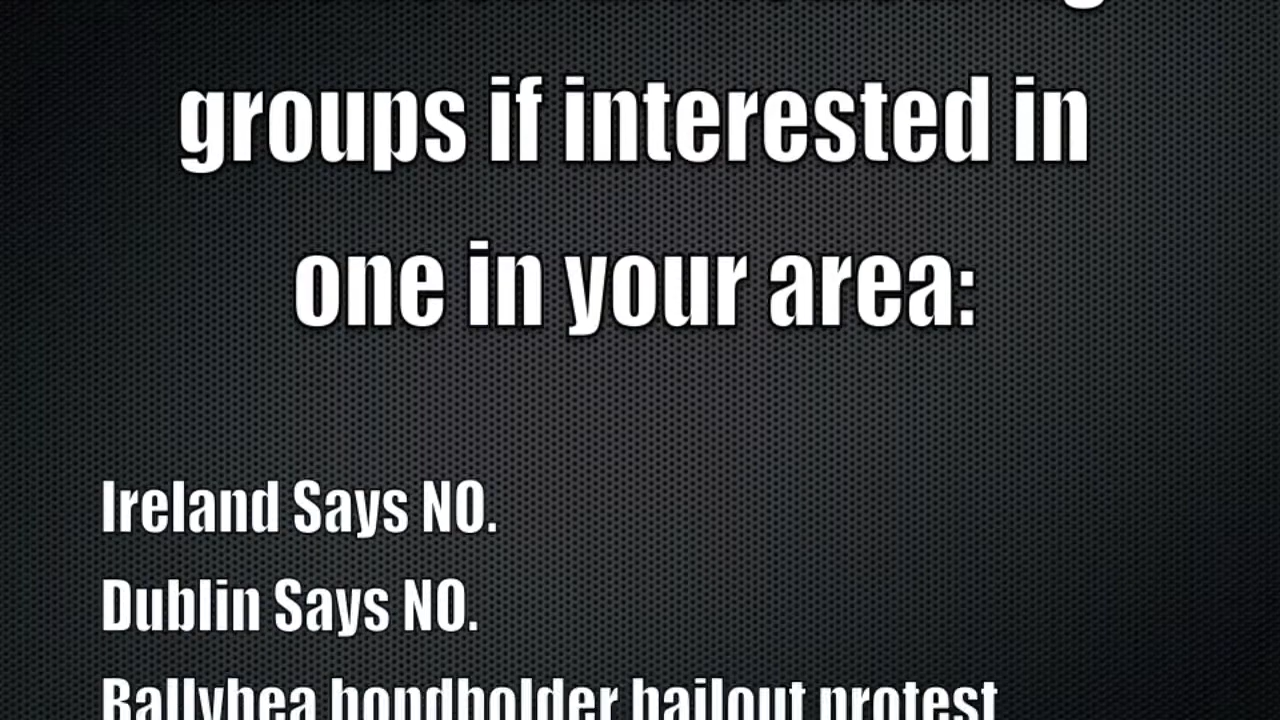 groups if interested in
one in your area:
Ireland Says NO.
Dublin Says NO.
Ballyhea bondholder bailout protest